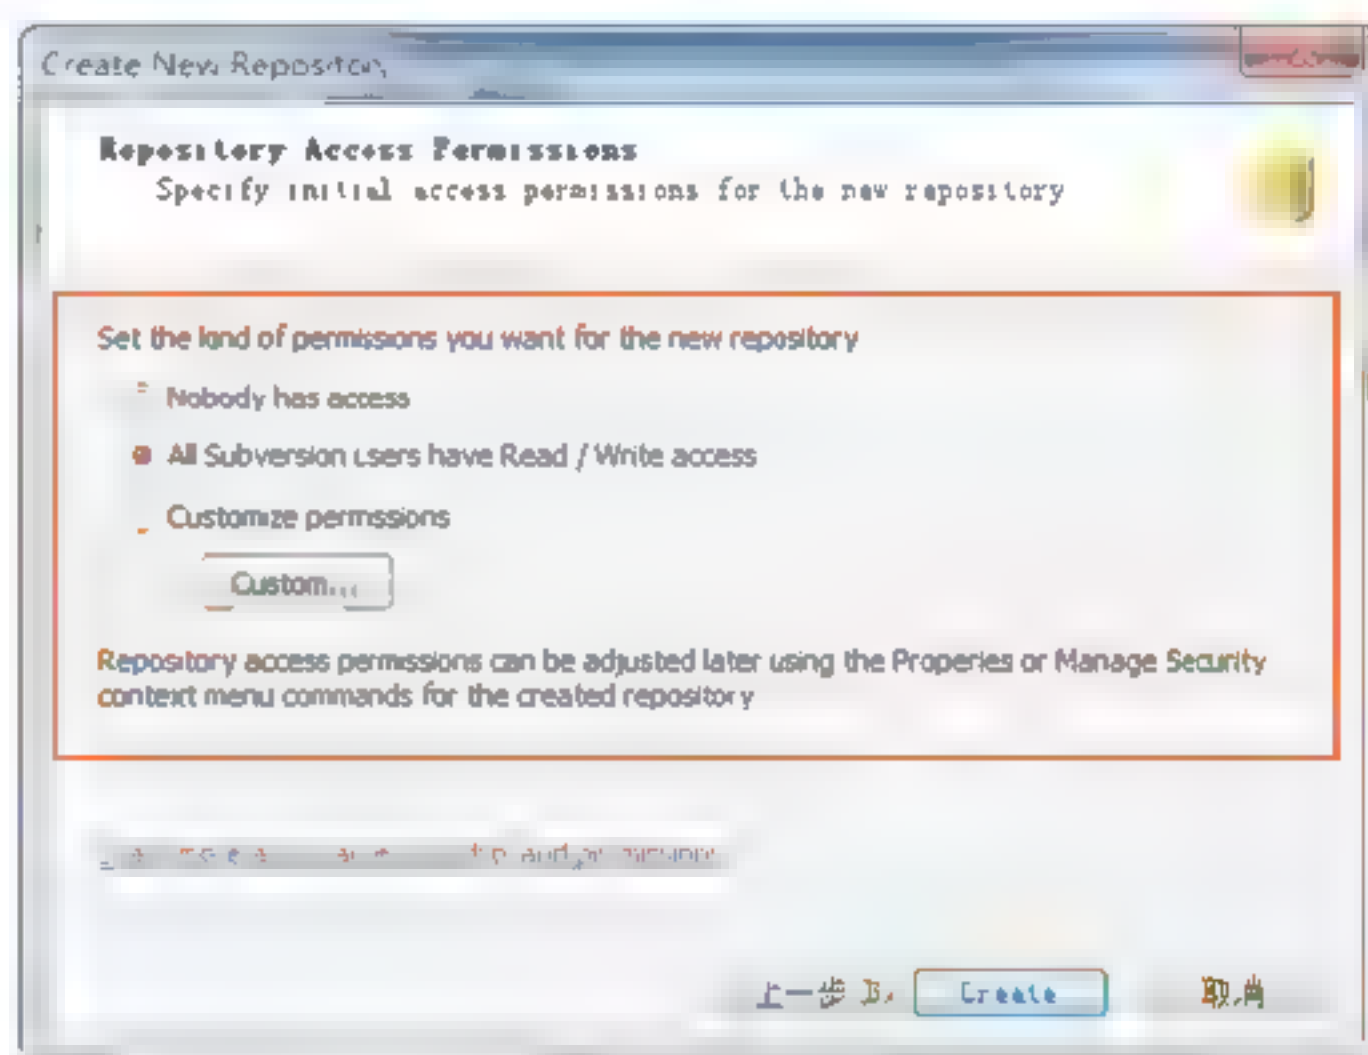 Create New Repository
Repository Access Permissions
Specify initial access permissions for the new repository
Set the kind of permissions you want for the new repository
Nobody has access
All Subversion users have Read / Write access
Customize permissions
Custom...
Repository access permissions can be adjusted later using the Properies or Manage Security
context menu commands for the created repository
and permissions
上一步 Create 取消